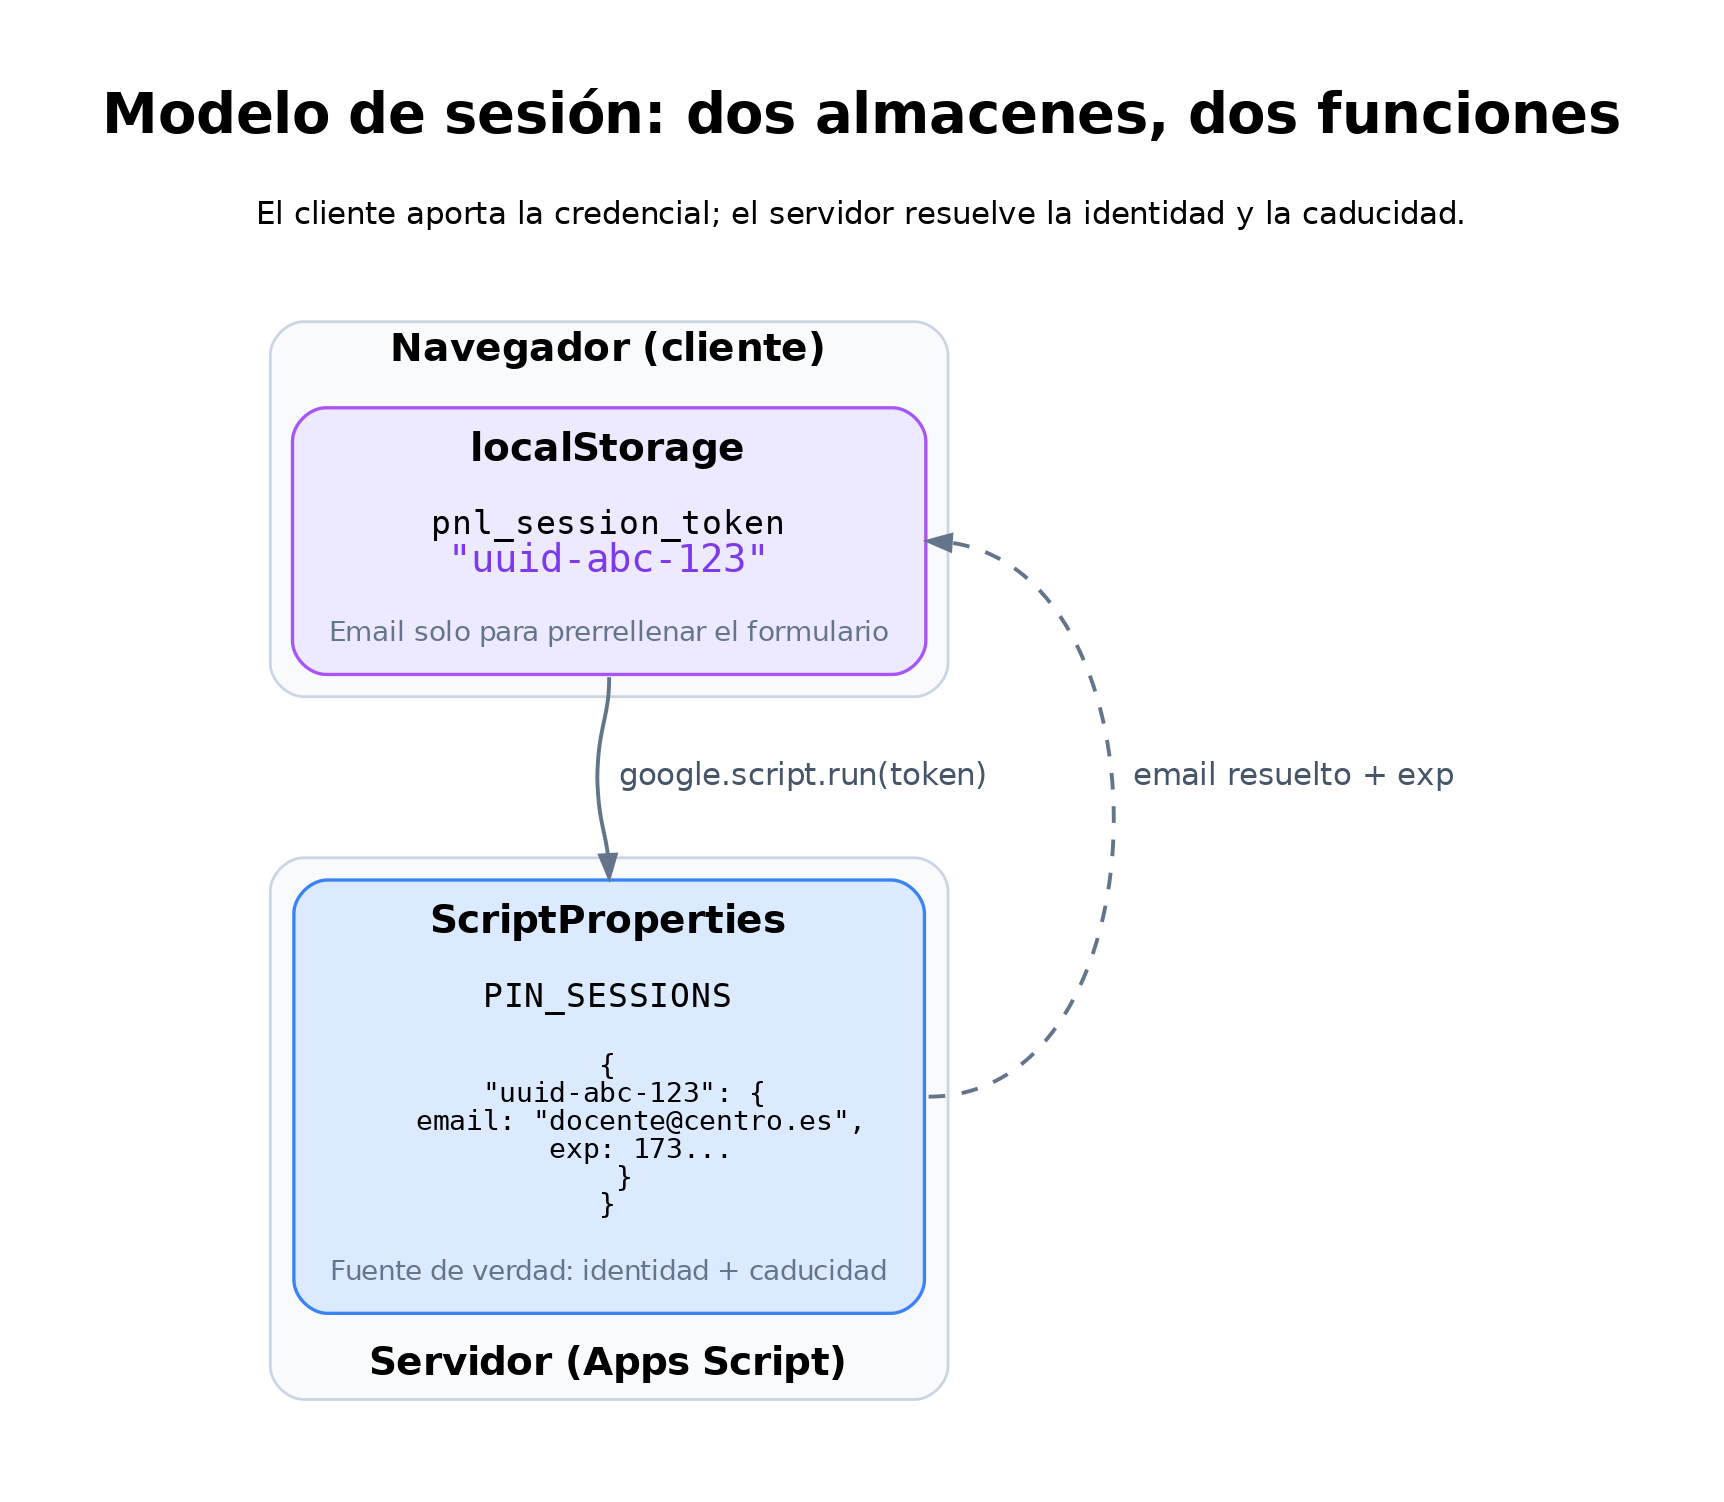 Modelo de sesión: dos almacenes, dos funciones
El cliente aporta la credencial; el servidor resuelve la identidad y la caducidad.
Navegador (cliente)
localStorage
pnl_session_token
"uuid-abc-123"
Email solo para prerrellenar el formulario
google.script.run(token)
email resuelto + exp
ScriptProperties
PIN_SESSIONS
{
"uuid-abc-123": {
email: "docente@centro.es",
exp: 173...
}
}
Fuente de verdad: identidad + caducidad
Servidor (Apps Script)